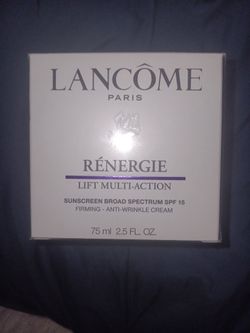 LANCÔME
PARIS
RÉNERGIE
LIFT MULTI-ACTION
SUNSCREEN BROAD SPECTRUM SPF 15
FIRMING - ANTI-WRINKLE CREAM
75 ml 2.5 FL. OZ.